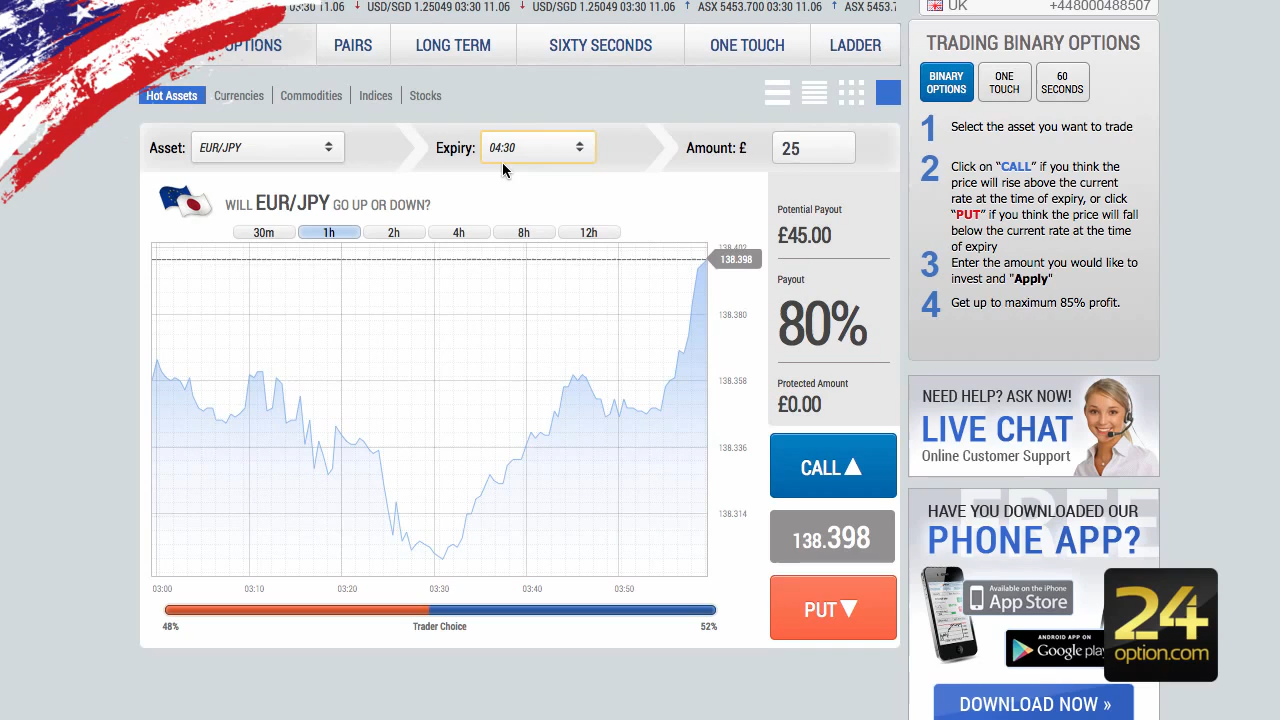 03:30 11.06 ↓ USD/SGD 1.25049 03:30 11.06 ↓ USD/SGD 1.25049 03:30 11.06 ↑ ASX 5453.700 03:30 11.06 ↑ ASX 5453.7
UK +448000488507
OPTIONS PAIRS LONG TERM SIXTY SECONDS ONE TOUCH LADDER
Hot Assets Currencies Commodities Indices Stocks
Asset: EUR/JPY Expiry: 04:30 Amount: £ 25
WILL EUR/JPY GO UP OR DOWN?
30m 1h 2h 4h 8h 12h
138.402
138.398
138.380
138.358
138.336
138.314
03:00 03:10 03:20 03:30 03:40 03:50
48% Trader Choice 52%
Potential Payout
£45.00
Payout
80%
Protected Amount
£0.00
CALL
138.398
PUT
TRADING BINARY OPTIONS
BINARY OPTIONS
ONE TOUCH
60 SECONDS
1 Select the asset you want to trade
2 Click on "CALL" if you think the
price will rise above the current
rate at the time of expiry, or click
"PUT" if you think the price will fall
below the current rate at the time
of expiry
3 Enter the amount you would like to
invest and "Apply"
4 Get up to maximum 85% profit.
NEED HELP? ASK NOW!
LIVE CHAT
Online Customer Support
FREE
HAVE YOU DOWNLOADED OUR
PHONE APP?
Available on the iPhone
App Store
ANDROID APP ON
Google play
24
option.com
DOWNLOAD NOW »